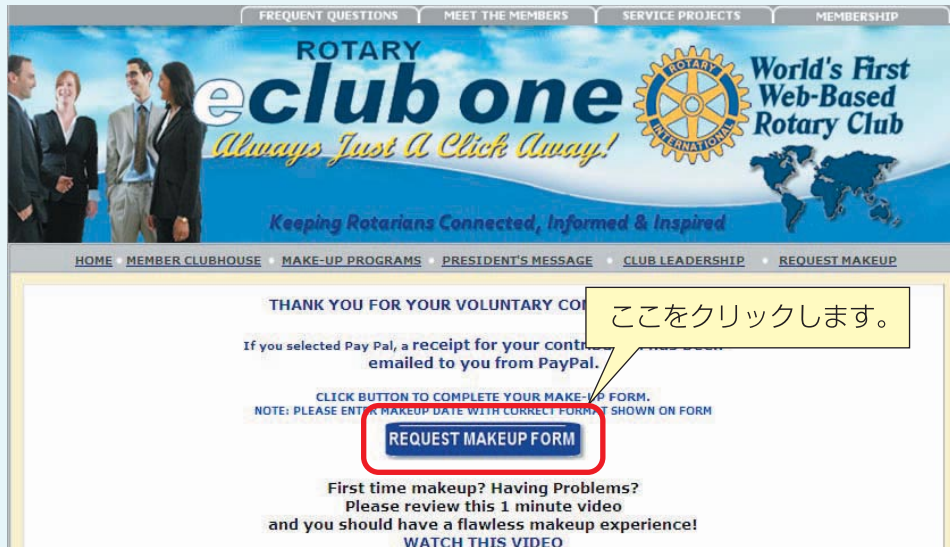 FREQUENT QUESTIONS MEET THE MEMBERS SERVICE PROJECTS MEMBERSHIP
ROTARY
eclub one
Always Just A Click Away!
ROTARY
INTERNATIONAL
World's First
Web-Based
Rotary Club
Keeping Rotarians Connected, Informed & Inspired
HOME MEMBER CLUBHOUSE MAKE-UP PROGRAMS PRESIDENT'S MESSAGE CLUB LEADERSHIP REQUEST MAKEUP
THANK YOU FOR YOUR VOLUNTARY
ここをクリックします。
If you selected Pay Pal, a receipt for your
emailed to you from PayPal.
CLICK BUTTON TO COMPLETE YOUR MAKE-UP FORM.
NOTE: PLEASE ENTER MAKEUP DATE WITH CORRECT FORMAT SHOWN ON FORM
REQUEST MAKEUP FORM
First time makeup? Having Problems?
Please review this 1 minute video
and you should have a flawless makeup experience!
WATCH THIS VIDEO